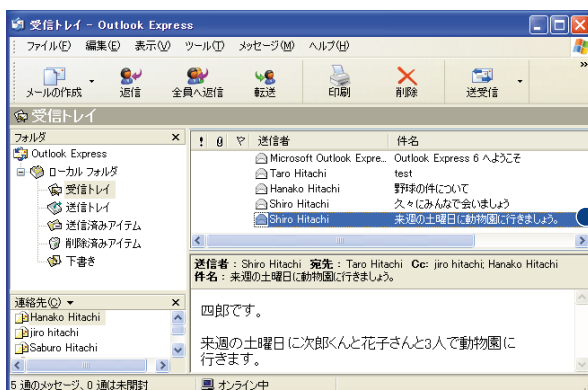 受信トレイ - Outlook Express
ファイル(F) 編集(E) 表示(V) ツール(T) メッセージ(M) ヘルプ(H)
メールの作成 返信 全員へ返信 転送 印刷 削除 送受信
受信トレイ
フォルダ
Outlook Express
ローカル フォルダ
受信トレイ
送信トレイ
送信済みアイテム
削除済みアイテム
下書き
連絡先(C)
Hanako Hitachi
jiro hitachi
Saburo Hitachi
送信者 件名
Microsoft Outlook Expre... Outlook Express 6 へようこそ
Taro Hitachi test
Hanako Hitachi 野球の件について
Shiro Hitachi 久々にみんなで会いましょう
Shiro Hitachi 来週の土曜日に動物園に行きましょう。
送信者 : Shiro Hitachi 宛先 : Taro Hitachi Cc: jiro hitachi; Hanako Hitachi
件名 : 来週の土曜日に動物園に行きましょう。
四郎です。
来週の土曜日に次郎くんと花子さんと3人で動物園に
行きます。
5 通のメッセージ、0 通は未開封 オンライン中